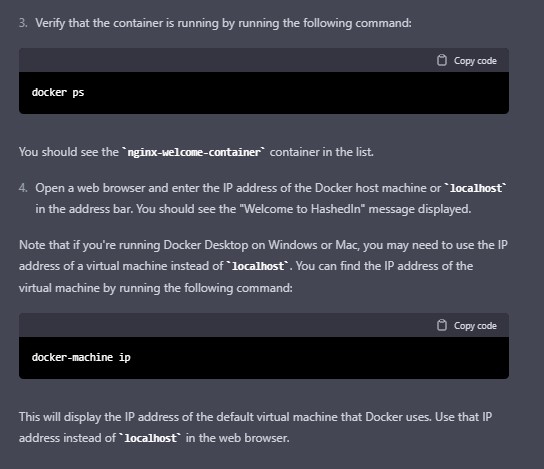 3. Verify that the container is running by running the following command:
Copy code
docker ps
You should see the `nginx-welcome-container` container in the list.
4. Open a web browser and enter the IP address of the Docker host machine or `localhost`
in the address bar. You should see the "Welcome to HashedIn" message displayed.
Note that if you're running Docker Desktop on Windows or Mac, you may need to use the IP
address of a virtual machine instead of `localhost`. You can find the IP address of the
virtual machine by running the following command:
Copy code
docker-machine ip
This will display the IP address of the default virtual machine that Docker uses. Use that IP
address instead of `localhost` in the web browser.